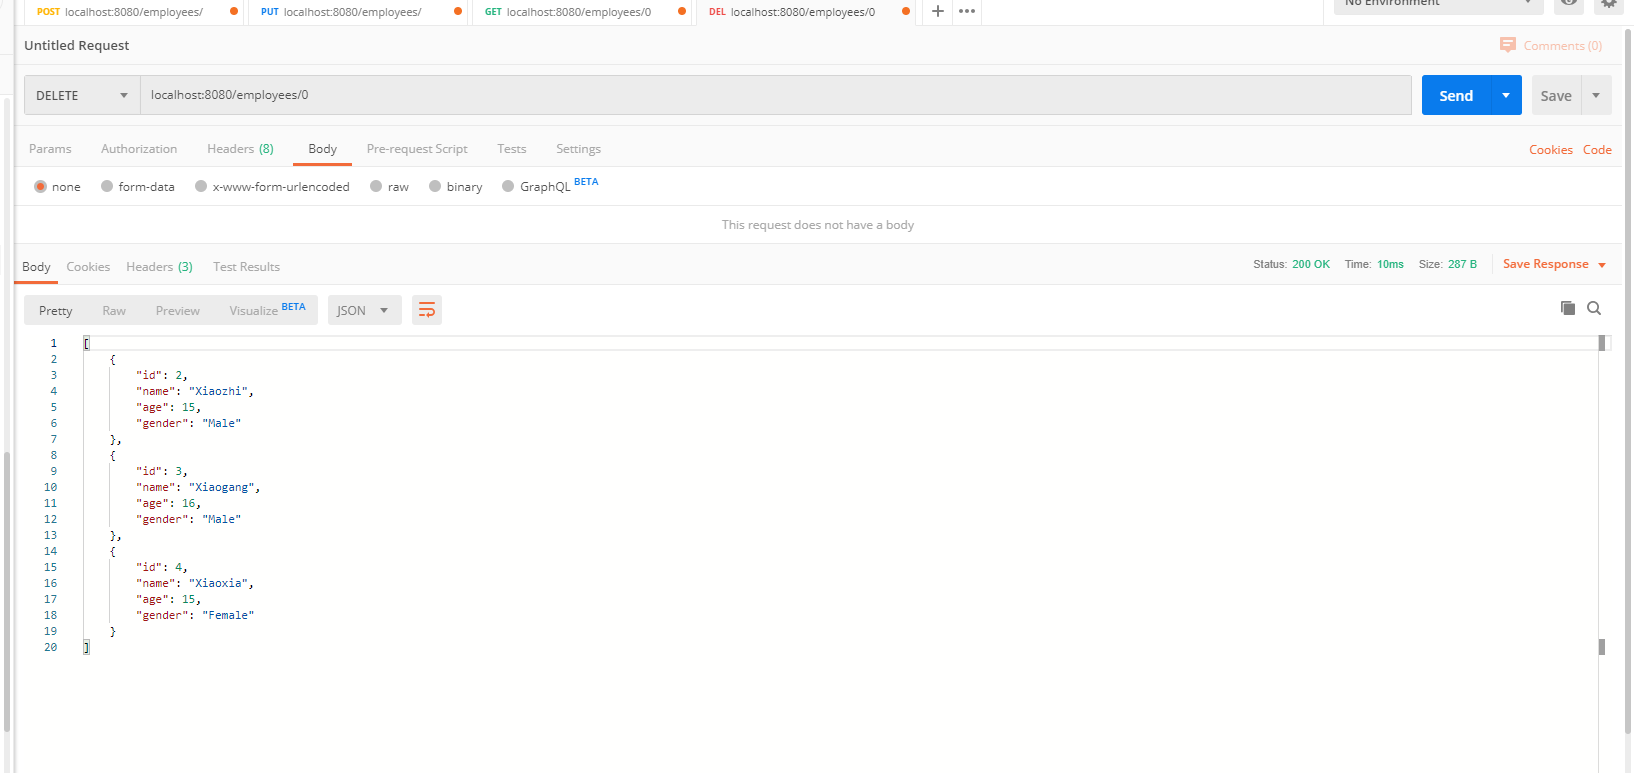 POST localhost:8080/employees/ PUT localhost:8080/employees/ GET localhost:8080/employees/0 DEL localhost:8080/employees/0 + ••• No Environment
Untitled Request Comments (0)
DELETE localhost:8080/employees/0 Send Save
Params Authorization Headers (8) Body Pre-request Script Tests Settings Cookies Code
none form-data x-www-form-urlencoded raw binary GraphQL BETA
This request does not have a body
Body Cookies Headers (3) Test Results Status: 200 OK Time: 10ms Size: 287 B Save Response
Pretty Raw Preview Visualize BETA JSON
1 [
2 {
3 "id": 2,
4 "name": "Xiaozhi",
5 "age": 15,
6 "gender": "Male"
7 },
8 {
9 "id": 3,
10 "name": "Xiaogang",
11 "age": 16,
12 "gender": "Male"
13 },
14 {
15 "id": 4,
16 "name": "Xiaoxia",
17 "age": 15,
18 "gender": "Female"
19 }
20 ]